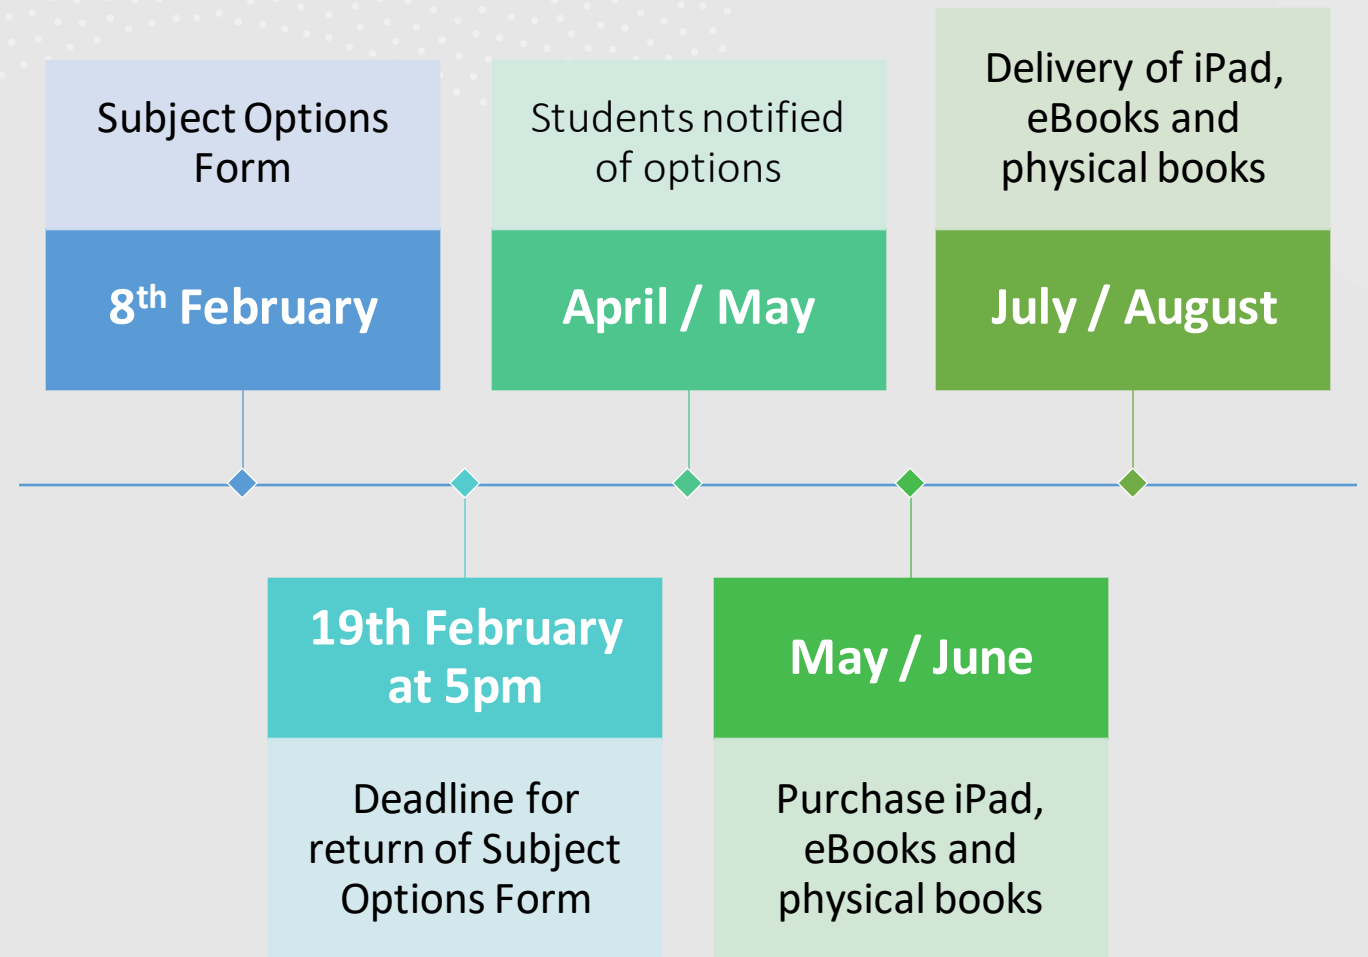 Subject Options
Form
8th February
19th February
at 5pm
Deadline for
return of Subject
Options Form
Students notified
of options
April / May
May / June
Purchase iPad,
eBooks and
physical books
Delivery of iPad,
eBooks and
physical books
July / August